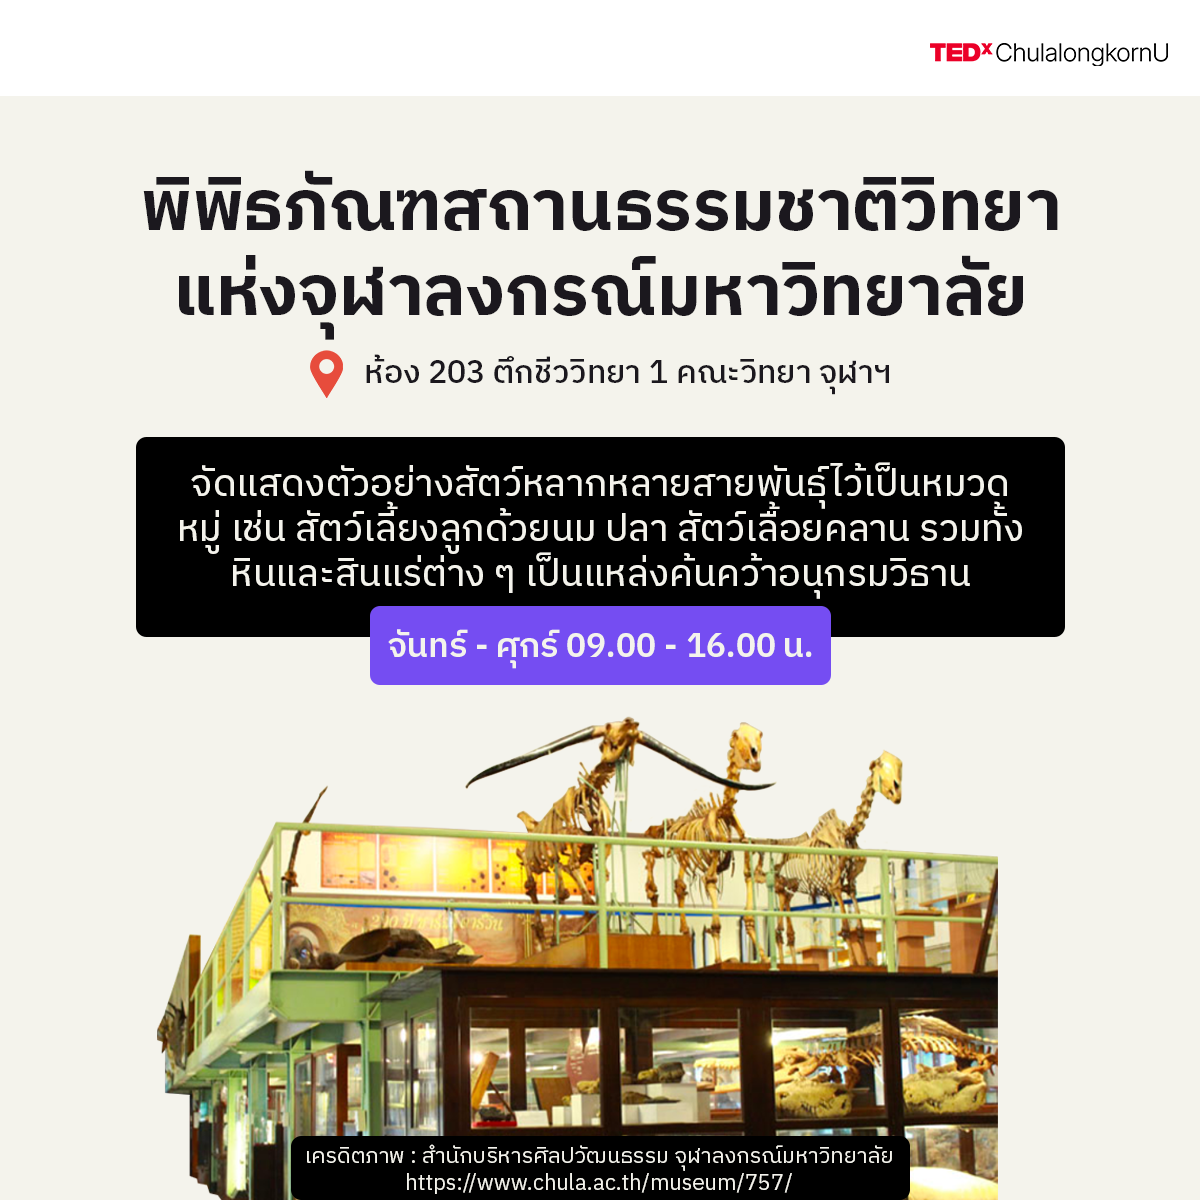 TEDxChulalongkornU
พิพิธภัณฑสถานธรรมชาติวิทยา
แห่งจุฬาลงกรณ์มหาวิทยาลัย
ห้อง 203 ตึกชีววิทยา 1 คณะวิทยา จุฬาฯ
จัดแสดงตัวอย่างสัตว์หลากหลายสายพันธุ์ไว้เป็นหมวด
หมู่ เช่น สัตว์เลี้ยงลูกด้วยนม ปลา สัตว์เลื้อยคลาน รวมทั้ง
หินและสินแร่ต่าง ๆ เป็นแหล่งค้นคว้าอนุกรมวิธาน
จันทร์ - ศุกร์ 09.00 - 16.00 น.
200 ปี ชาร์ลส์ ดาร์วิน
เครดิตภาพ : สำนักบริหารศิลปวัฒนธรรม จุฬาลงกรณ์มหาวิทยาลัย
https://www.chula.ac.th/museum/757/